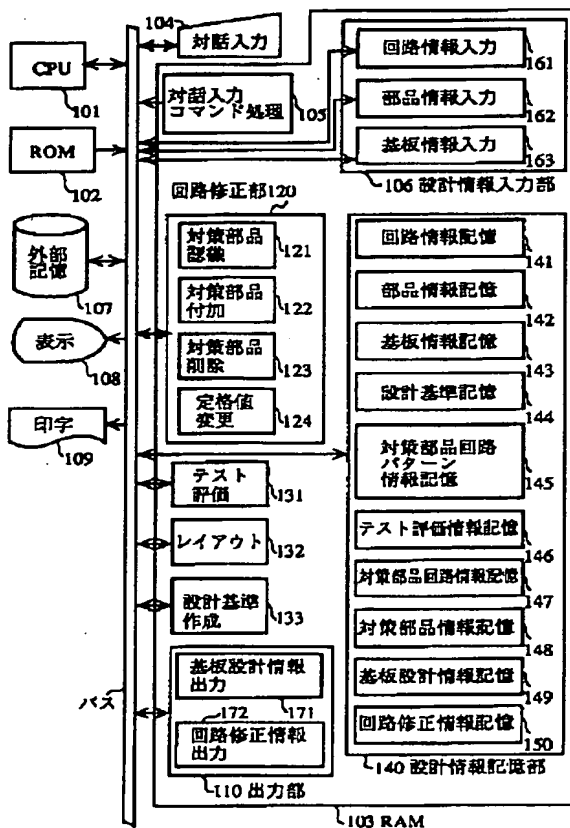 104
対話入力
CPU
101
対話入力
コマンド処理
105
ROM
102
回路情報入力
161
部品情報入力
162
基板情報入力
163
106 設計情報入力部
外部
記憶
107
表示
108
印字
109
バス
回路修正部120
対策部品
認識
121
対策部品
付加
122
対策部品
削除
123
定格値
変更
124
テスト
評価
131
レイアウト
132
設計基準
作成
133
基板設計情報
出力
171
172
回路修正情報
出力
110 出力部
回路情報記憶
141
部品情報記憶
142
基板情報記憶
143
設計基準記憶
144
対策部品回路
パターン
情報記憶
145
テスト評価情報記憶
146
対策部品回路情報記憶
147
対策部品情報記憶
148
基板設計情報記憶
149
回路修正情報記憶
150
140 設計情報記憶部
103 RAM